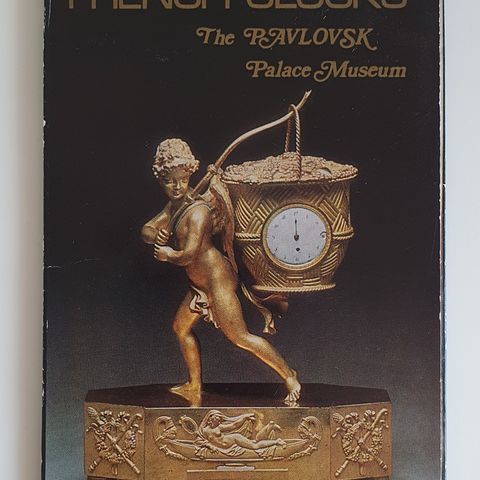 FRENCH CLOCKS
The PAVLOVSK
Palace Museum